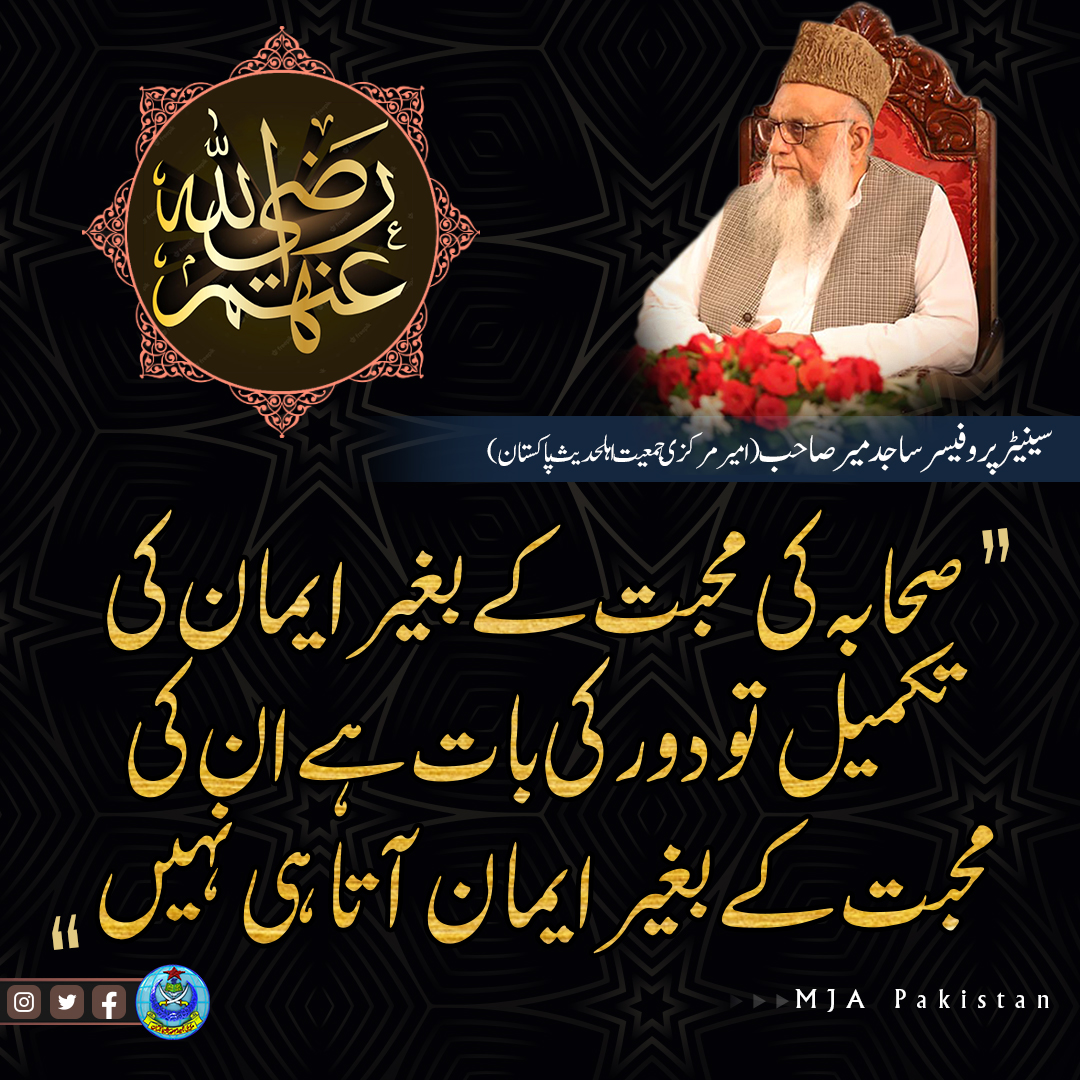 رضی اللہ
عنہم
سینیٹر پروفیسر ساجد میر صاحب (امیر مرکزی جمعیت اہلحدیث پاکستان)
"صحابہ کی محبت کے بغیر ایمان کی
تکمیل تو دور کی بات ہے ان کی
محبت کے بغیر ایمان آتا ہی نہیں"
MJA Pakistan